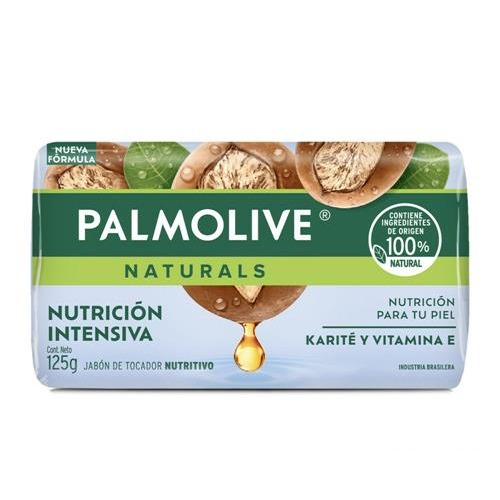 NUEVA
FÓRMULA
PALMOLIVE®
NATURALS
CONTIENE
INGREDIENTES
DE ORIGEN
100%
NATURAL
NUTRICIÓN
INTENSIVA
Cont. Neto
125g JABÓN DE TOCADOR NUTRITIVO
NUTRICIÓN
PARA TU PIEL
KARITÉ Y VITAMINA E
INDUSTRIA BRASILERA